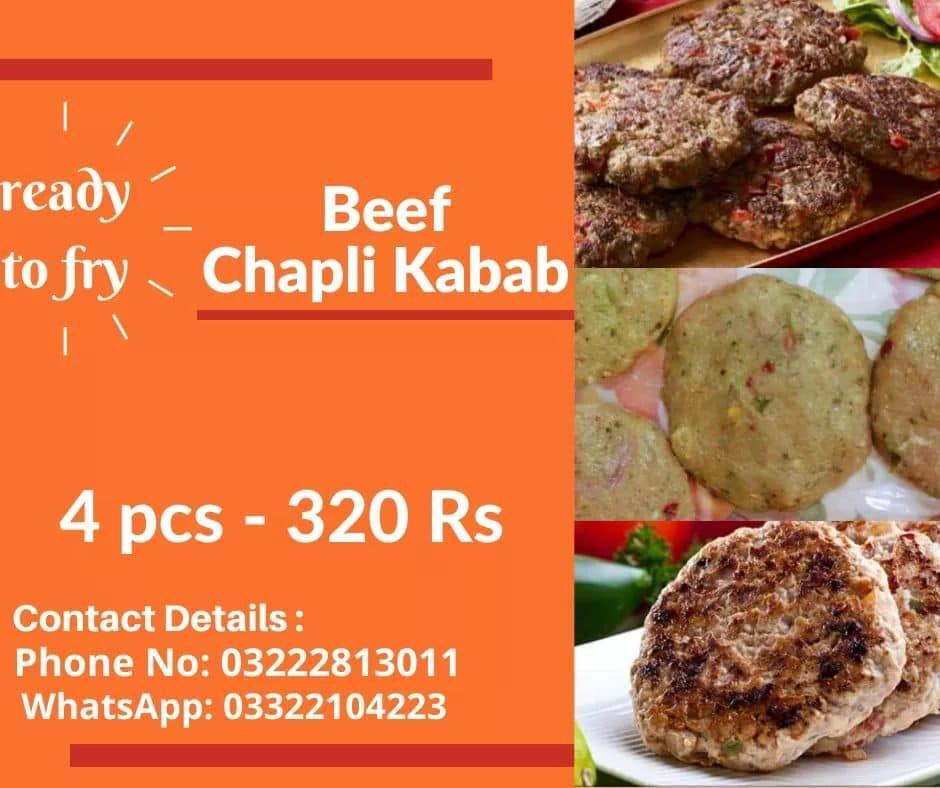 ready
to fry
Beef
Chapli Kabab
4 pcs - 320 Rs
Contact Details :
Phone No: 03222813011
WhatsApp: 03322104223